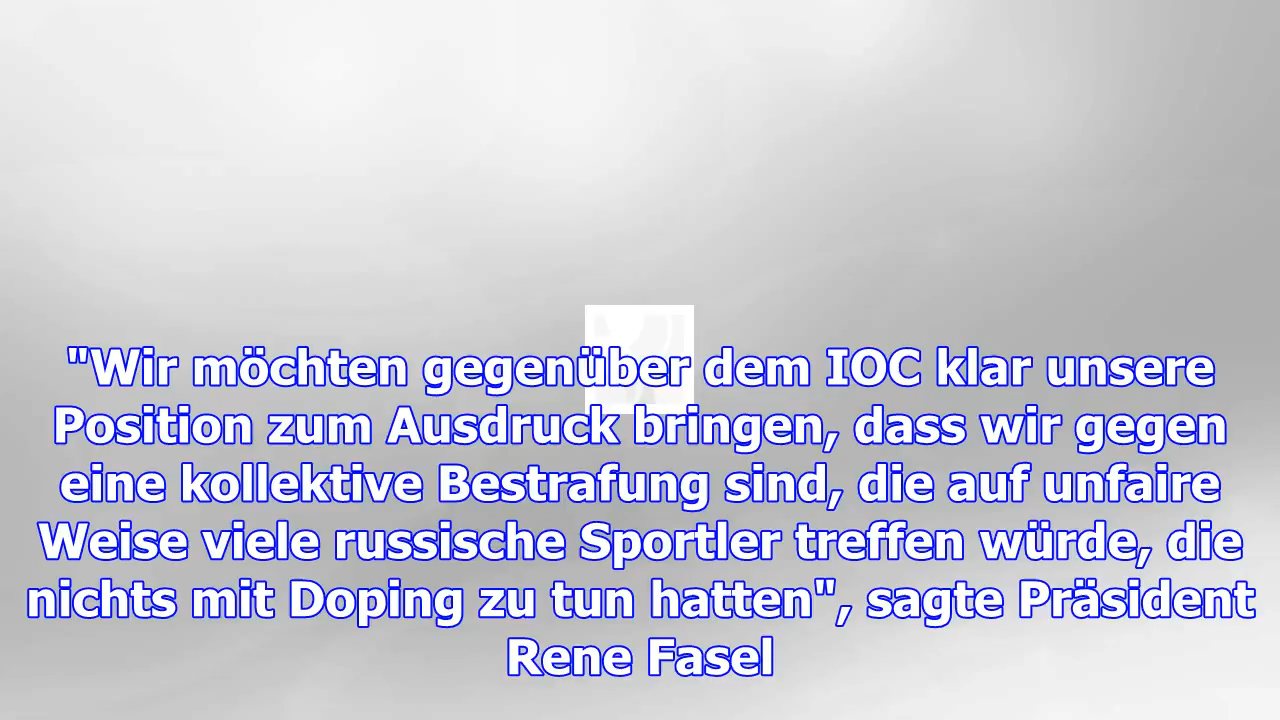 "Wir möchten gegenüber dem IOC klar unsere
Position zum Ausdruck bringen, dass wir gegen
eine kollektive Bestrafung sind, die auf unfaire
Weise viele russische Sportler treffen würde, die
nichts mit Doping zu tun hatten", sagte Präsident
Rene Fasel